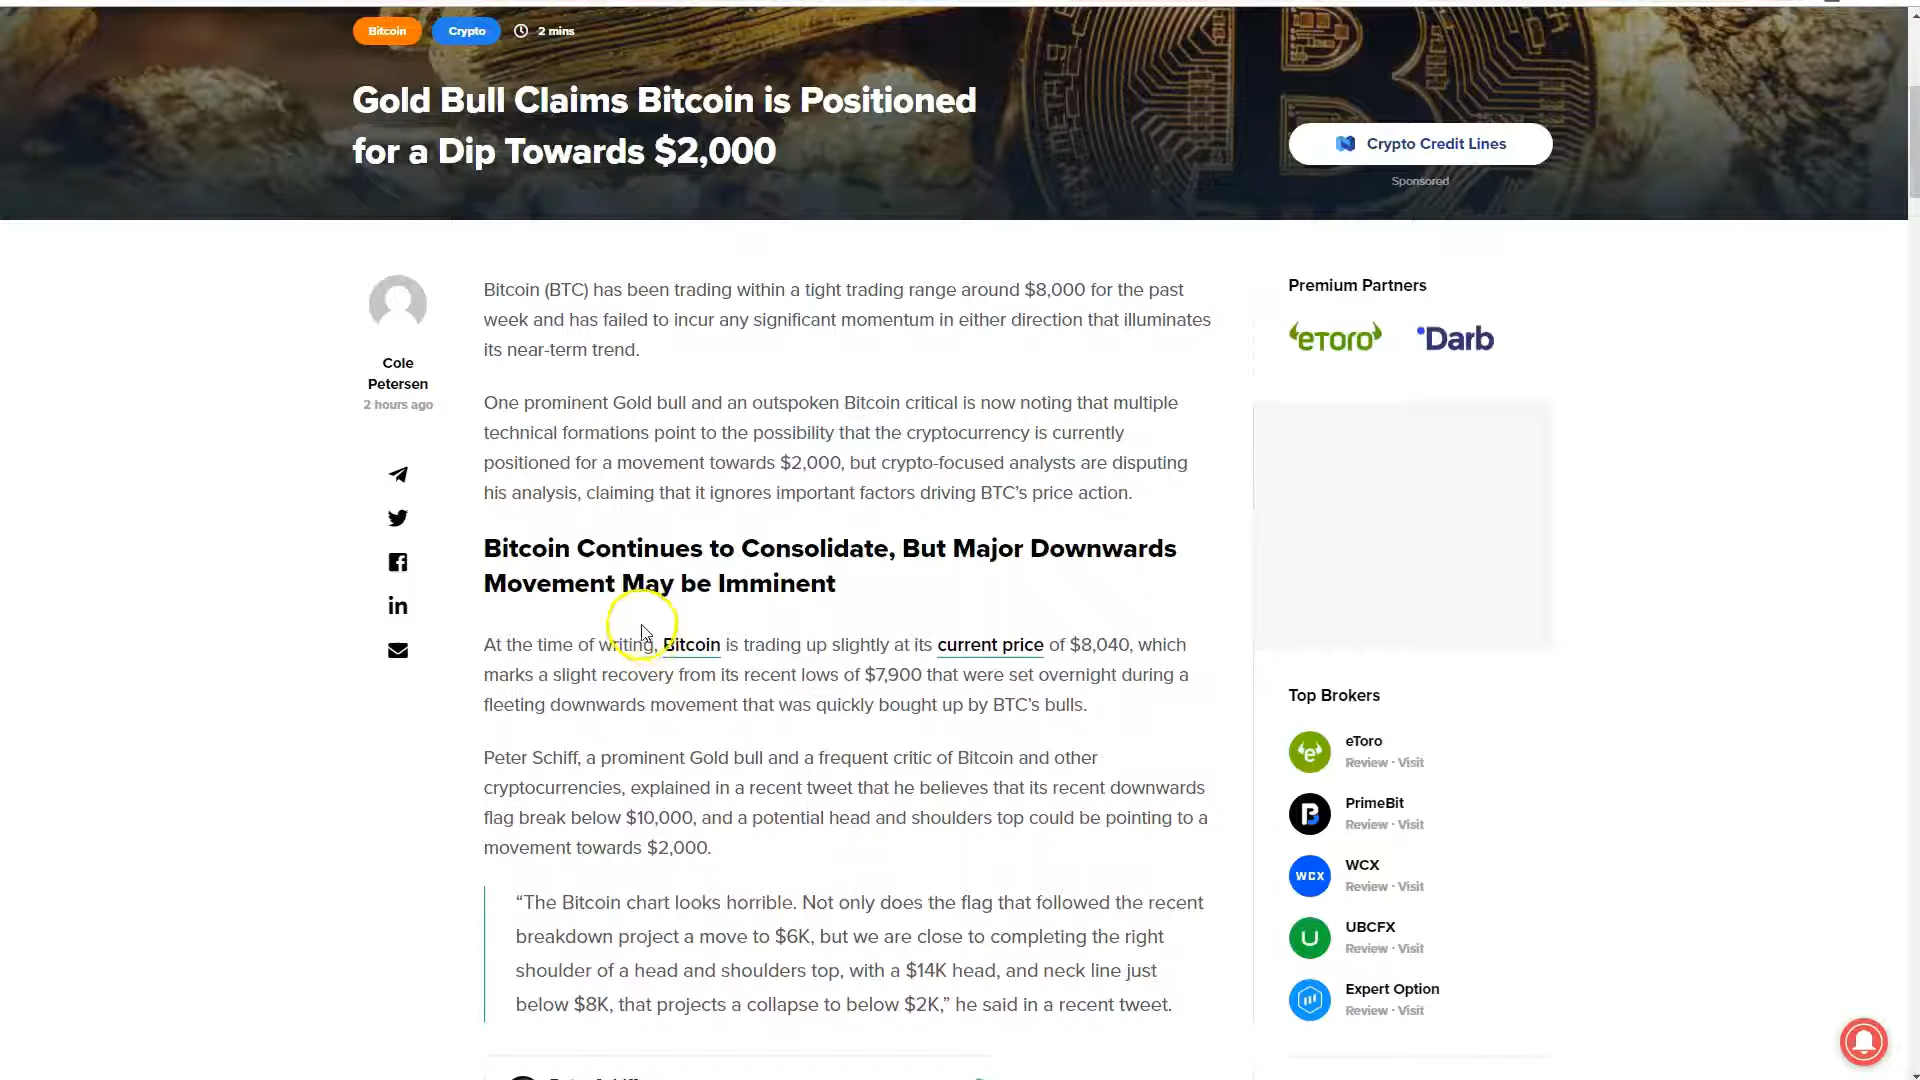 Bitcoin Crypto 2 mins
Gold Bull Claims Bitcoin is Positioned
for a Dip Towards $2,000
Crypto Credit Lines
Sponsored
Cole
Petersen
2 hours ago
Bitcoin (BTC) has been trading within a tight trading range around $8,000 for the past
week and has failed to incur any significant momentum in either direction that illuminates
its near-term trend.
One prominent Gold bull and an outspoken Bitcoin critical is now noting that multiple
technical formations point to the possibility that the cryptocurrency is currently
positioned for a movement towards $2,000, but crypto-focused analysts are disputing
his analysis, claiming that it ignores important factors driving BTC’s price action.
Bitcoin Continues to Consolidate, But Major Downwards
Movement May be Imminent
At the time of writing, Bitcoin is trading up slightly at its current price of $8,040, which
marks a slight recovery from its recent lows of $7,900 that were set overnight during a
fleeting downwards movement that was quickly bought up by BTC’s bulls.
Peter Schiff, a prominent Gold bull and a frequent critic of Bitcoin and other
cryptocurrencies, explained in a recent tweet that he believes that its recent downwards
flag break below $10,000, and a potential head and shoulders top could be pointing to a
movement towards $2,000.
“The Bitcoin chart looks horrible. Not only does the flag that followed the recent
breakdown project a move to $6K, but we are close to completing the right
shoulder of a head and shoulders top, with a $14K head, and neck line just
below $8K, that projects a collapse to below $2K,” he said in a recent tweet.
Premium Partners
eToro Darb
Top Brokers
eToro
Review · Visit
PrimeBit
Review · Visit
WCX
WCX
Review · Visit
UBCFX
Review · Visit
Expert Option
Review · Visit